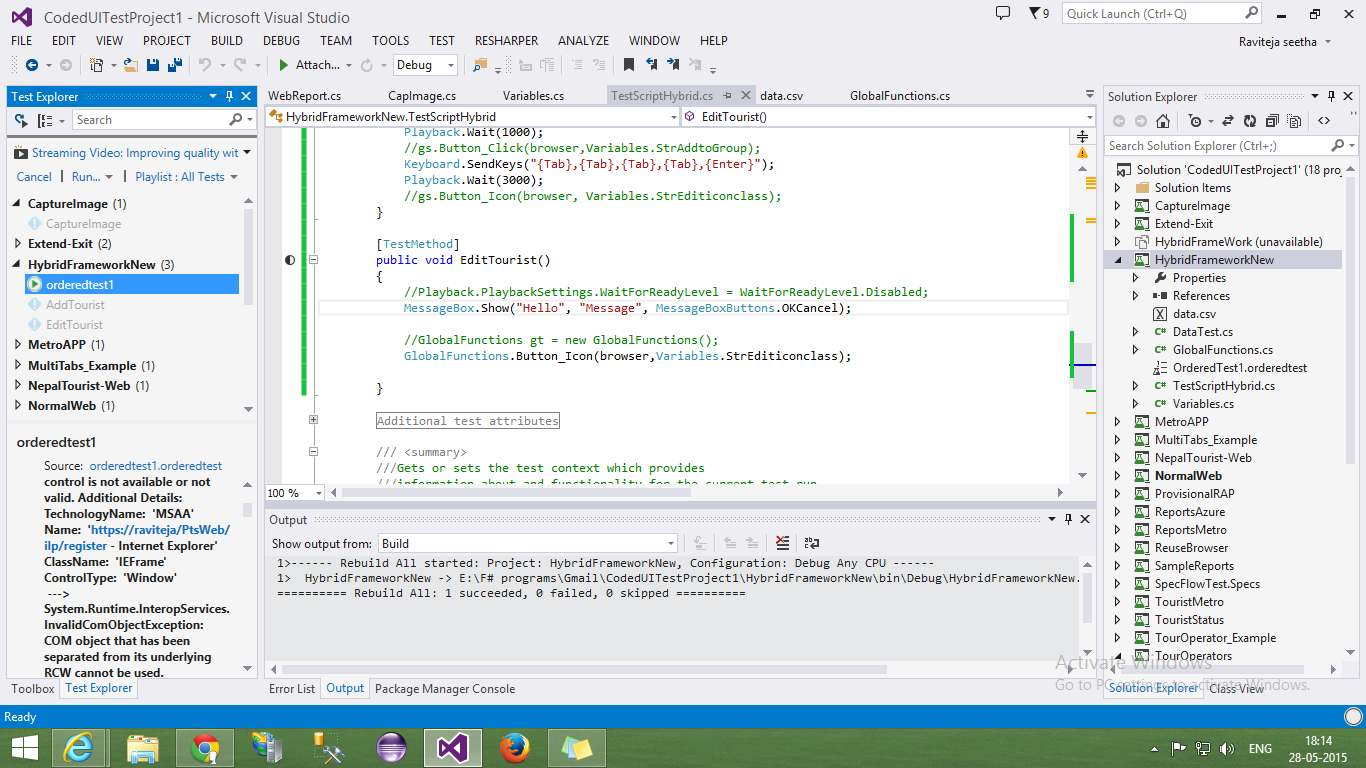 CodedUITestProject1 - Microsoft Visual Studio
9
Quick Launch (Ctrl+Q)
FILE EDIT VIEW PROJECT BUILD DEBUG TEAM TOOLS TEST RESHARPER ANALYZE WINDOW HELP
Raviteja seetha
Attach... Debug
Test Explorer
Search
Streaming Video: Improving quality wit
Cancel | Run... | Playlist : All Tests
CaptureImage (1)
CaptureImage
Extend-Exit (2)
HybridFrameworkNew (3)
orderedtest1
AddTourist
EditTourist
MetroAPP (1)
MultiTabs_Example (1)
NepalTourist-Web (1)
NormalWeb (1)
orderedtest1
Source: orderedtest1.orderedtest
control is not available or not
valid. Additional Details:
TechnologyName: 'MSAA'
Name: 'https://raviteja/PtsWeb/
ilp/register - Internet Explorer'
ClassName: 'IEFrame'
ControlType: 'Window'
--->
System.Runtime.InteropServices.
InvalidComObjectException:
COM object that has been
separated from its underlying
RCW cannot be used.
Toolbox Test Explorer
WebReport.cs CapImage.cs Variables.cs TestScriptHybrid.cs data.csv GlobalFunctions.cs
HybridFrameworkNew.TestScriptHybrid EditTourist()
Playback.Wait(1000);
//gs.Button_Click(browser,Variables.StrAddtoGroup);
Keyboard.SendKeys("{Tab},{Tab},{Tab},{Tab},{Enter}");
Playback.Wait(3000);
//gs.Button_Icon(browser, Variables.StrEditiconclass);
}
[TestMethod]
public void EditTourist()
{
//Playback.PlaybackSettings.WaitForReadyLevel = WaitForReadyLevel.Disabled;
MessageBox.Show("Hello", "Message", MessageBoxButtons.OKCancel);
//GlobalFunctions gt = new GlobalFunctions();
GlobalFunctions.Button_Icon(browser,Variables.StrEditiconclass);
}
Additional test attributes
/// <summary>
///Gets or sets the test context which provides
///information about and functionality for the current test run
100 %
Output
Show output from: Build
1>------ Rebuild All started: Project: HybridFrameworkNew, Configuration: Debug Any CPU ------
1> HybridFrameworkNew -> E:\F# programs\Gmail\CodedUITestProject1\HybridFrameworkNew\bin\Debug\HybridFrameworkNew.
========== Rebuild All: 1 succeeded, 0 failed, 0 skipped ==========
Error List Output Package Manager Console
Solution Explorer
Search Solution Explorer (Ctrl+;)
Solution 'CodedUITestProject1' (18 proj
Solution Items
CaptureImage
Extend-Exit
HybridFrameWork (unavailable)
HybridFrameworkNew
Properties
References
data.csv
DataTest.cs
GlobalFunctions.cs
OrderedTest1.orderedtest
TestScriptHybrid.cs
Variables.cs
MetroAPP
MultiTabs_Example
NepalTourist-Web
NormalWeb
ProvisionalRAP
ReportsAzure
ReportsMetro
ReuseBrowser
SampleReports
SpecFlowTest.Specs
TouristMetro
TouristStatus
TourOperator_Example
TourOperators
Activate Windows
Go to PC settings to activate Windows.
Solution Explorer Class View
Ready
ENG
18:14
28-05-2015